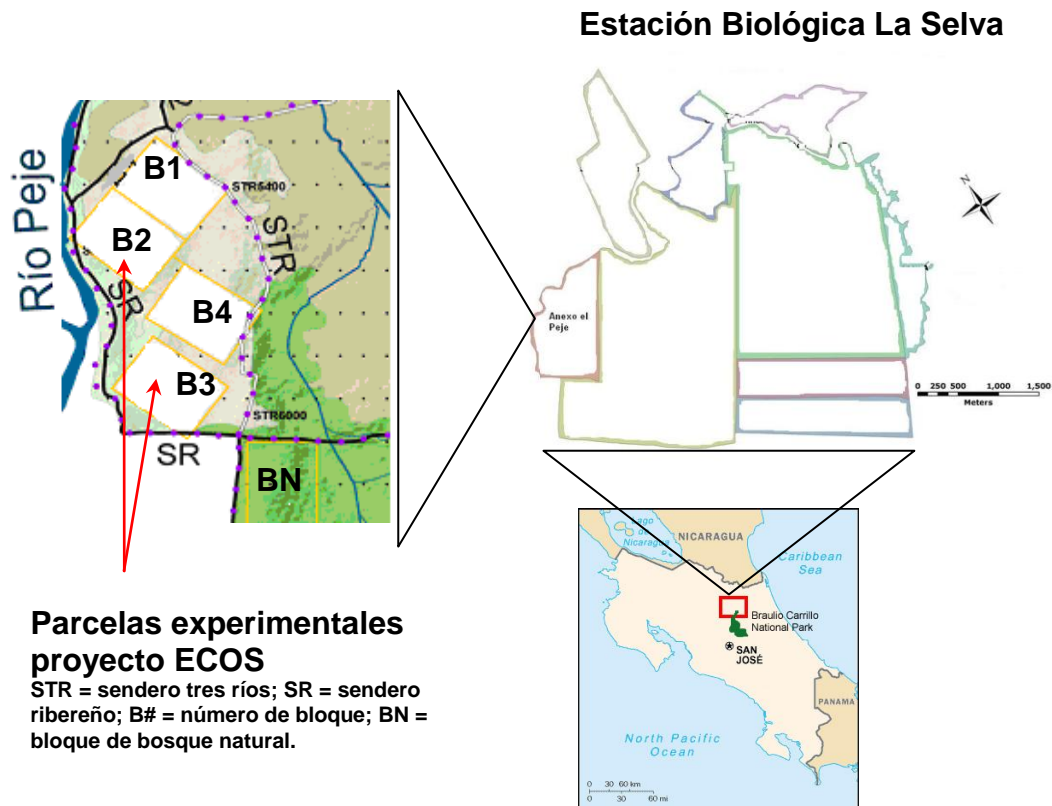 Estación Biológica La Selva
B1
STR5400
Río Peje
B2
STR
SR
B4
B3
STR6000
SR
BN
N
Anexo el
Peje
0 250 500 1,000 1,500
Meters
Parcelas experimentales
proyecto ECOS
STR = sendero tres ríos; SR = sendero
ribereño; B# = número de bloque; BN =
bloque de bosque natural.
Lago
de
Nicaragua
NICARAGUA
Caribbean
Sea
Braulio Carrillo
National Park
SAN
JOSÉ
PANAMA
North Pacific
Ocean
0 30 60 km
0 30 60 mi